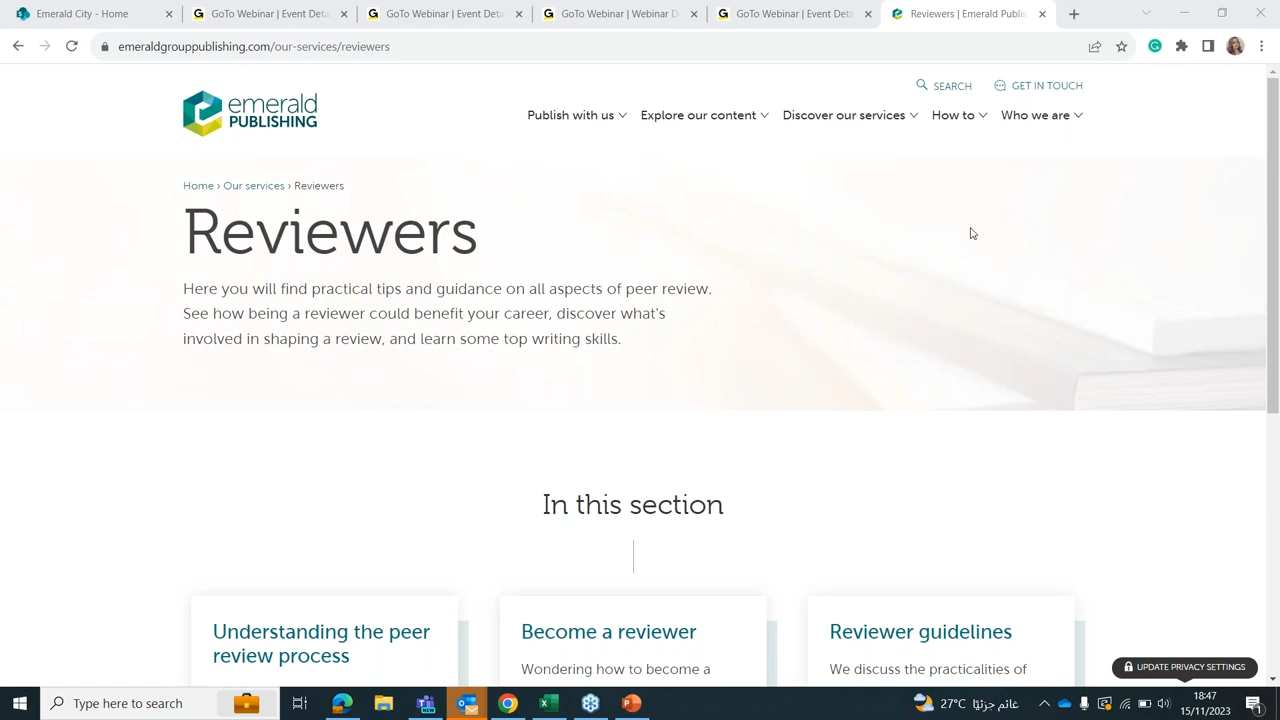 Emerald City - Home
GoTo Webinar | Event Deta
GoTo Webinar | Event Deta
GoTo Webinar | Webinar D
GoTo Webinar | Event Deta
Reviewers | Emerald Publis
emeraldgrouppublishing.com/our-services/reviewers
SEARCH
GET IN TOUCH
emerald
PUBLISHING
Publish with us
Explore our content
Discover our services
How to
Who we are
Home › Our services › Reviewers
Reviewers
Here you will find practical tips and guidance on all aspects of peer review.
See how being a reviewer could benefit your career, discover what's
involved in shaping a review, and learn some top writing skills.
In this section
Understanding the peer
review process
Become a reviewer
Wondering how to become a
Reviewer guidelines
We discuss the practicalities of
UPDATE PRIVACY SETTINGS
Type here to search
27°C غائم جزئيًا
18:47
15/11/2023